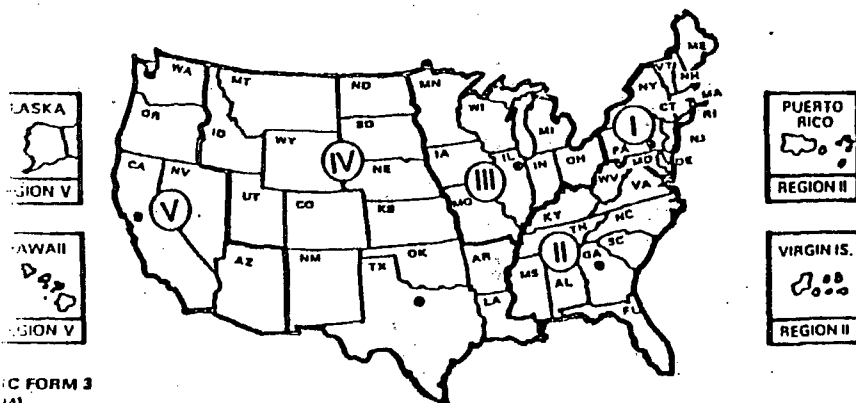 ME
WA
MT
ND
MN
VT
NH
NY
MA
LASKA
OR
ID
SD
WI
MI
CT
RI
PUERTO
RICO
I
WY
IV
IA
PA
NJ
CA
NV
NE
III
IL
IN
OH
MD
DE
GION V
V
UT
CO
KS
MO
WV
VA
REGION II
KY
NC
AWAII
AZ
NM
OK
AR
TN
II
SC
VIRGIN IS.
TX
MS
AL
GA
LA
FL
GION V
REGION II
C FORM 3